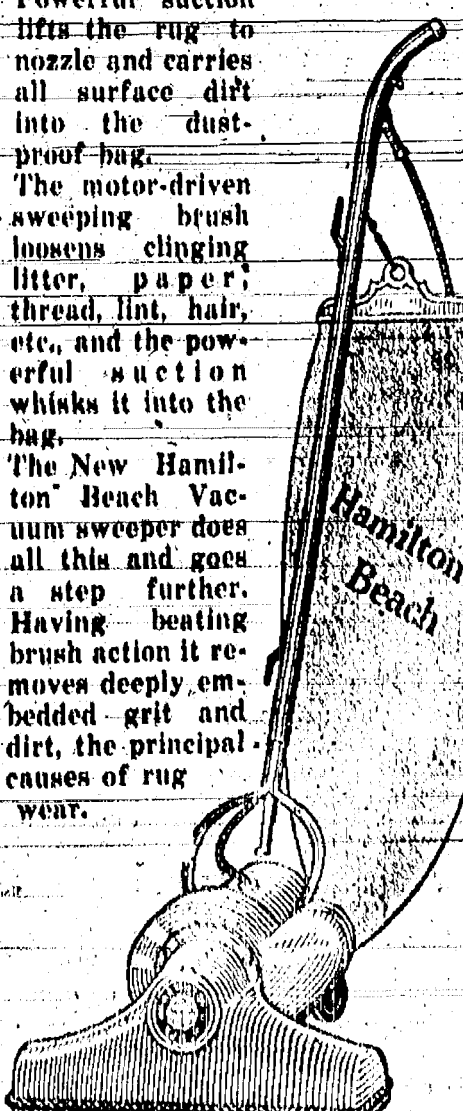 Powerful suction
lifts the rug to
nozzle and carries
all surface dirt
into the dust-
proof bag.
The motor-driven
sweeping brush
loosens clinging
litter, paper,
thread, lint, hair,
etc., and the pow-
erful suction
whisks it into the
bag.
The New Hamil-
ton Beach Vac-
uum sweeper does
all this and goes
a step further.
Having beating
brush action it re-
moves deeply em-
bedded grit and
dirt, the principal
causes of rug
wear.
Hamilton
Beach